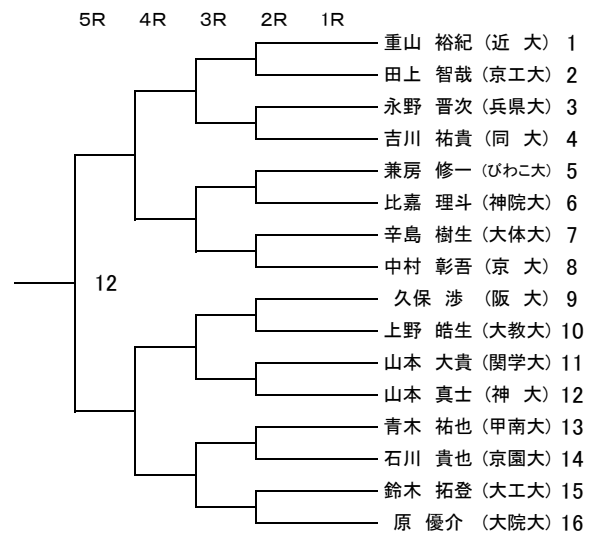 5R 4R 3R 2R 1R
重山 裕紀 (近 大) 1
田上 智哉 (京工大) 2
永野 晋次 (兵県大) 3
吉川 祐貴 (同 大) 4
兼房 修一 (びわこ大) 5
比嘉 理斗 (神院大) 6
辛島 樹生 (大体大) 7
中村 彰吾 (京 大) 8
12
久保 渉 (阪 大) 9
上野 皓生 (大教大) 10
山本 大貴 (関学大) 11
山本 真士 (神 大) 12
青木 祐也 (甲南大) 13
石川 貴也 (京園大) 14
鈴木 拓登 (大工大) 15
原 優介 (大院大) 16